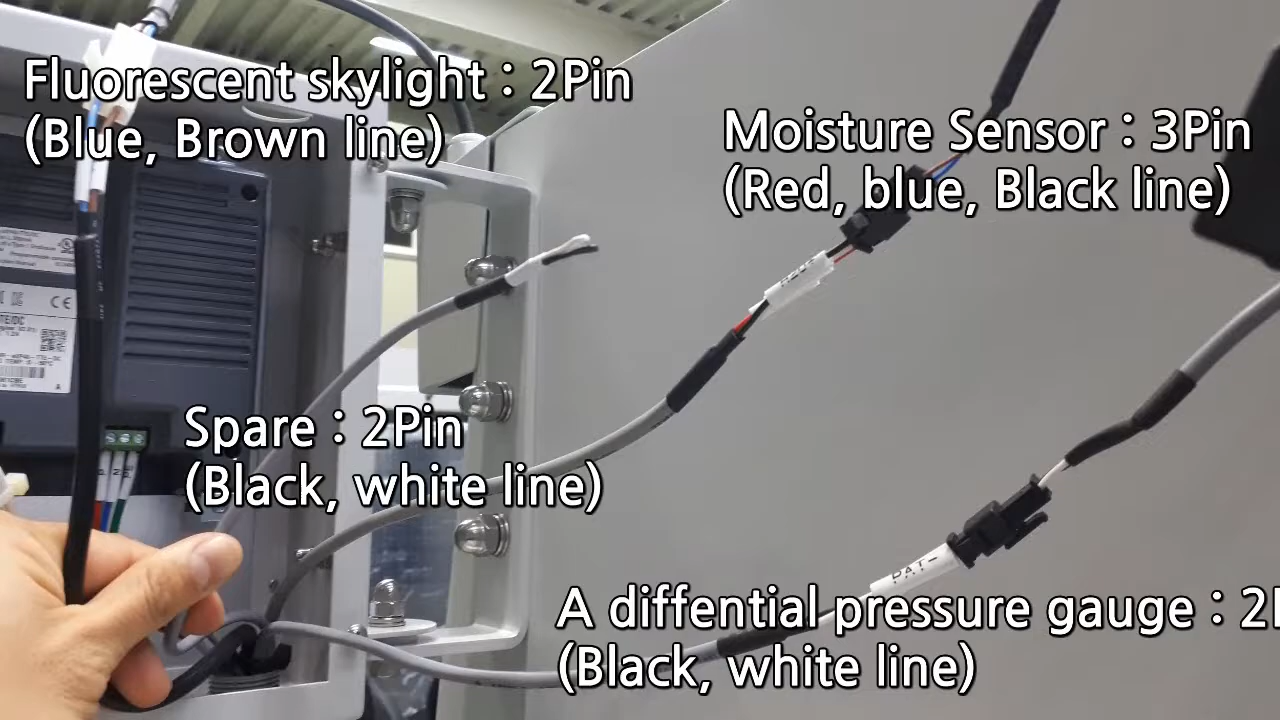 Fluorescent skylight : 2Pin
(Blue, Brown line)
Moisture Sensor : 3Pin
(Red, blue, Black line)
Spare : 2Pin
(Black, white line)
A diffential pressure gauge : 2
(Black, white line)